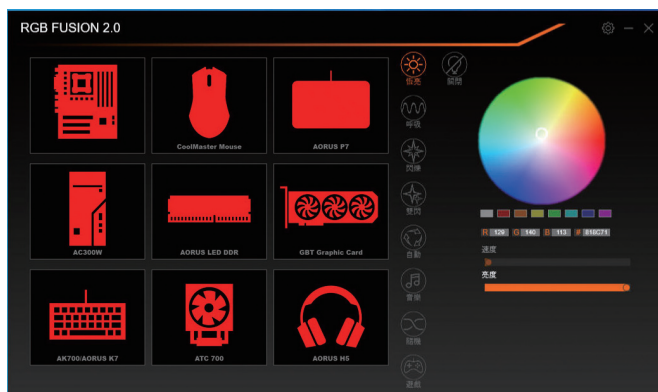 RGB FUSION 2.0
CoolMaster Mouse
AORUS P7
AC300W
AORUS LED DDR
GBT Graphic Card
AK700/AORUS K7
ATC 700
AORUS H5
恆亮
關閉
呼吸
閃爍
雙閃
自動
音樂
隨機
遊戲
R 129 G 140 B 113 # 818C71
速度
亮度